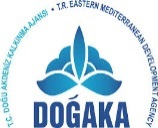 T.C. DOĞU AKDENİZ KALKINMA AJANSI • T.R. EASTERN MEDITERRANEAN DEVELOPMENT AGENCY
DOĞAKA